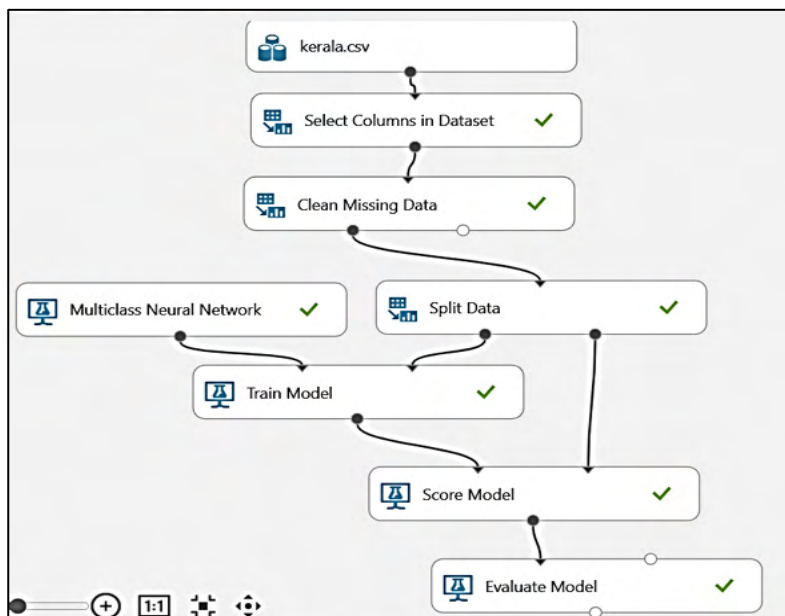 kerala.csv
Select Columns in Dataset
Clean Missing Data
Multiclass Neural Network
Split Data
Train Model
Score Model
Evaluate Model
1:1